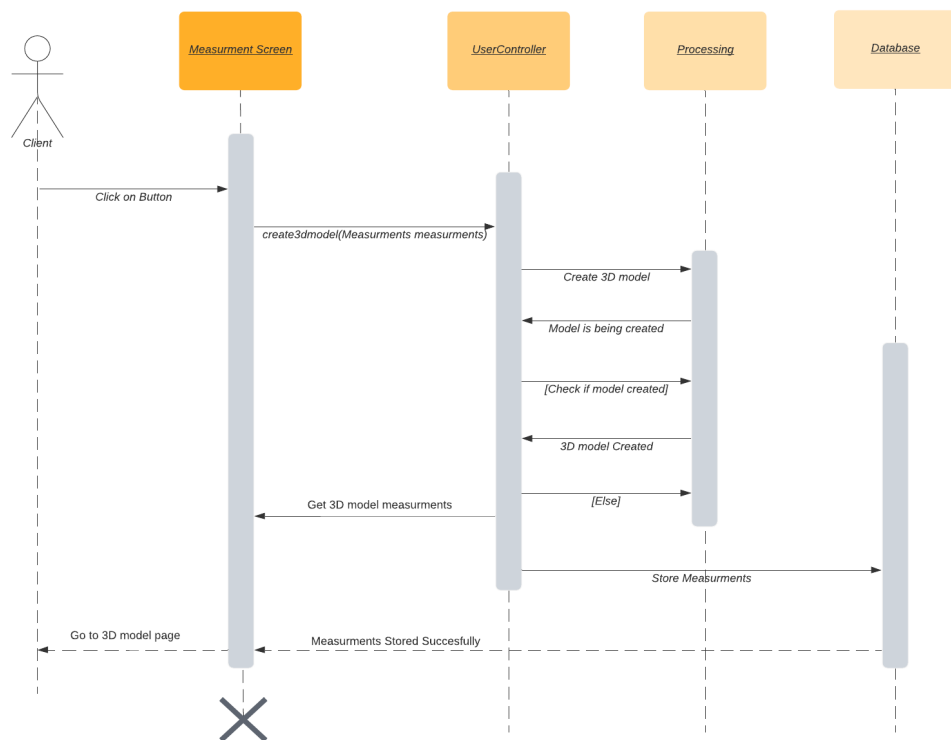 Measurment Screen
UserController
Processing
Database
Client
Click on Button
create3dmodel(Measurments measurments)
Create 3D model
Model is being created
[Check if model created]
3D model Created
[Else]
Get 3D model measurments
Store Measurments
Go to 3D model page
Measurments Stored Succesfully